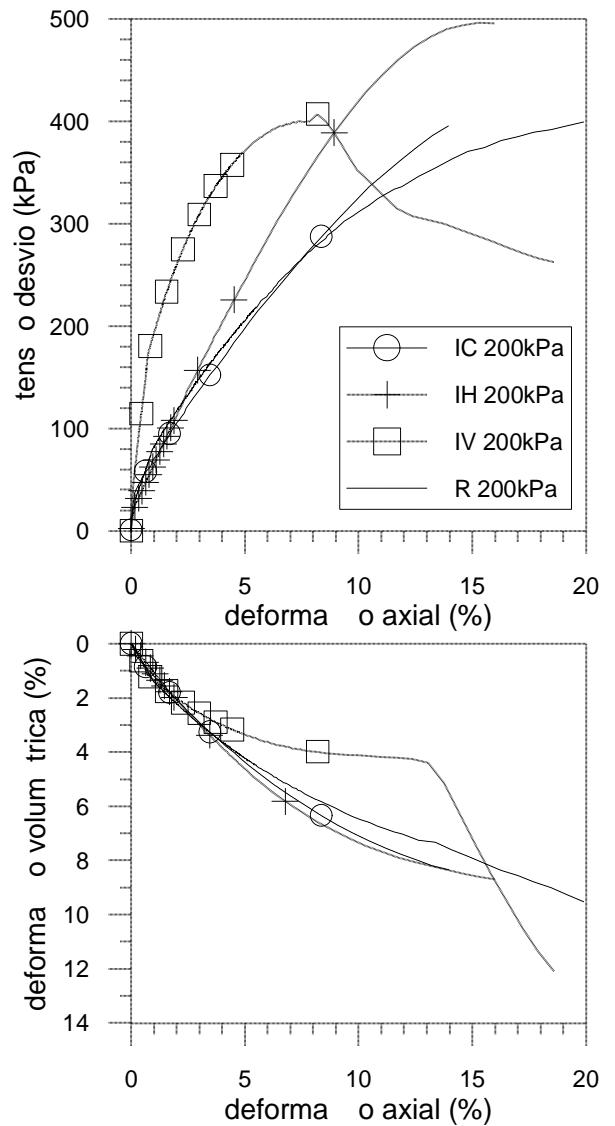 500
400
300
200
100
0
tens o desvio (kPa)
IC 200kPa
IH 200kPa
IV 200kPa
R 200kPa
0 5 10 15 20
deforma o axial (%)
0
2
4
6
8
10
12
14
deforma o volum trica (%)
0 5 10 15 20
deforma o axial (%)